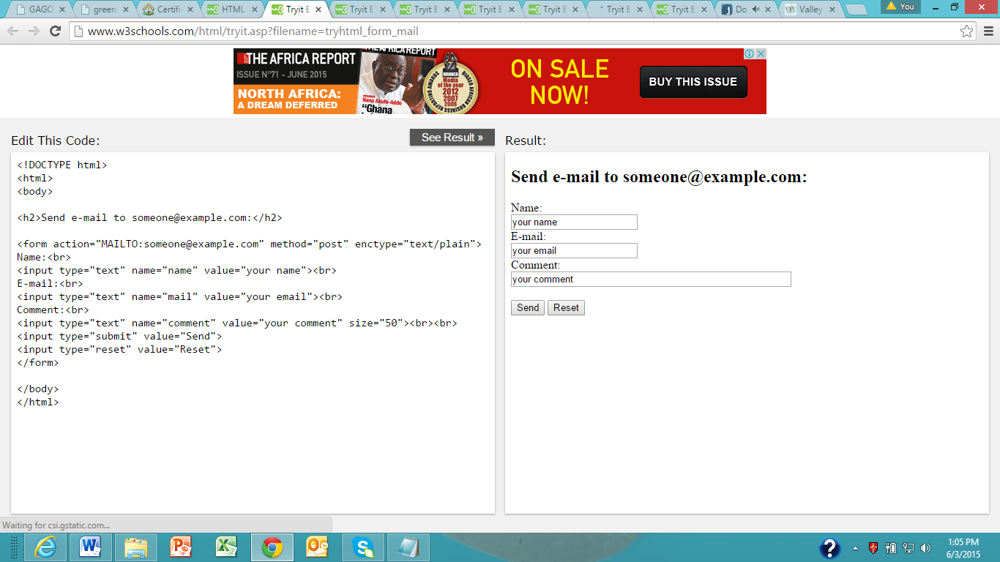 GAGC
green
Certifi
HTML
Tryit E
Tryit E
Tryit E
Tryit E
Tryit E
Tryit E
Tryit E
Do
Valley
You
www.w3schools.com/html/tryit.asp?filename=tryhtml_form_mail
THE AFRICA REPORT
ISSUE N°71 - JUNE 2015
NORTH AFRICA:
A DREAM DEFERRED
THE AFRICA REPORT
Nana Akufo-Addo
"Ghana
WINNER
Media
of the year
2012
2007
2006
DIAGEO AFRICA BUSINESS REPORTING AWARDS
ON SALE
NOW!
BUY THIS ISSUE
Edit This Code:
See Result »
Result:
<!DOCTYPE html>
<html>
<body>
<h2>Send e-mail to someone@example.com:</h2>
<form action="MAILTO:someone@example.com" method="post" enctype="text/plain">
Name:<br>
<input type="text" name="name" value="your name"><br>
E-mail:<br>
<input type="text" name="mail" value="your email"><br>
Comment:<br>
<input type="text" name="comment" value="your comment" size="50"><br><br>
<input type="submit" value="Send">
<input type="reset" value="Reset">
</form>
</body>
</html>
Send e-mail to someone@example.com:
Name:
your name
E-mail:
your email
Comment:
your comment
Send Reset
Waiting for csi.gstatic.com...
1:05 PM
6/3/2015